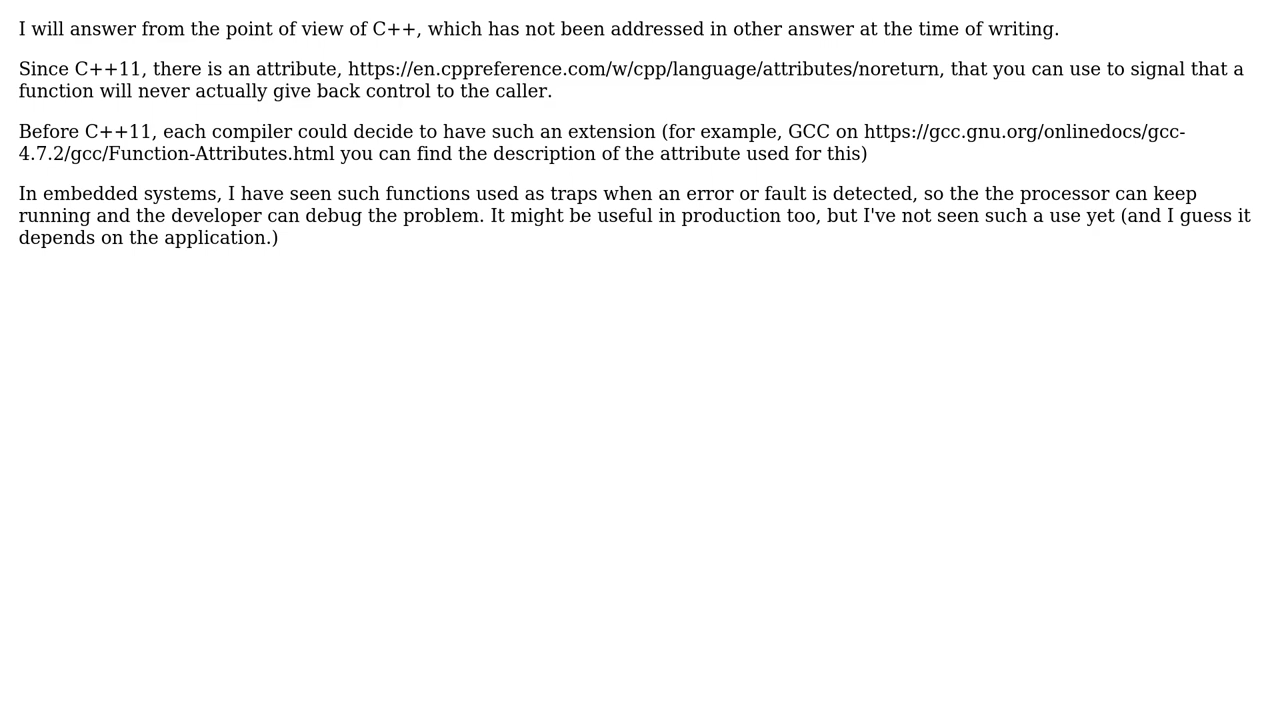 I will answer from the point of view of C++, which has not been addressed in other answer at the time of writing.
Since C++11, there is an attribute, https://en.cppreference.com/w/cpp/language/attributes/noreturn, that you can use to signal that a
function will never actually give back control to the caller.
Before C++11, each compiler could decide to have such an extension (for example, GCC on https://gcc.gnu.org/onlinedocs/gcc-
4.7.2/gcc/Function-Attributes.html you can find the description of the attribute used for this)
In embedded systems, I have seen such functions used as traps when an error or fault is detected, so the the processor can keep
running and the developer can debug the problem. It might be useful in production too, but I've not seen such a use yet (and I guess it
depends on the application.)